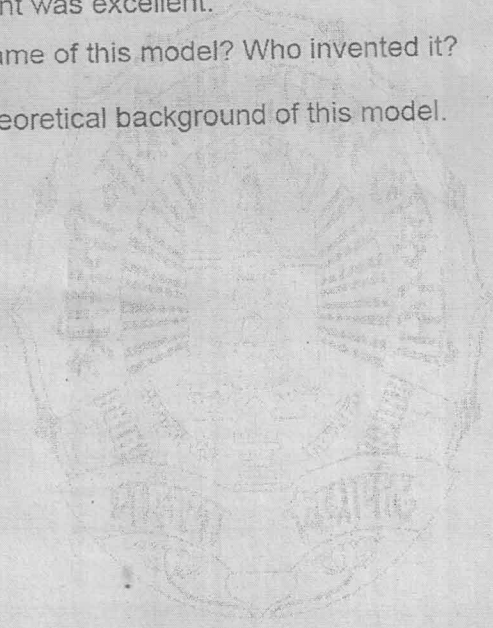 nt was excellent.
ame of this model? Who invented it?
eoretical background of this model.